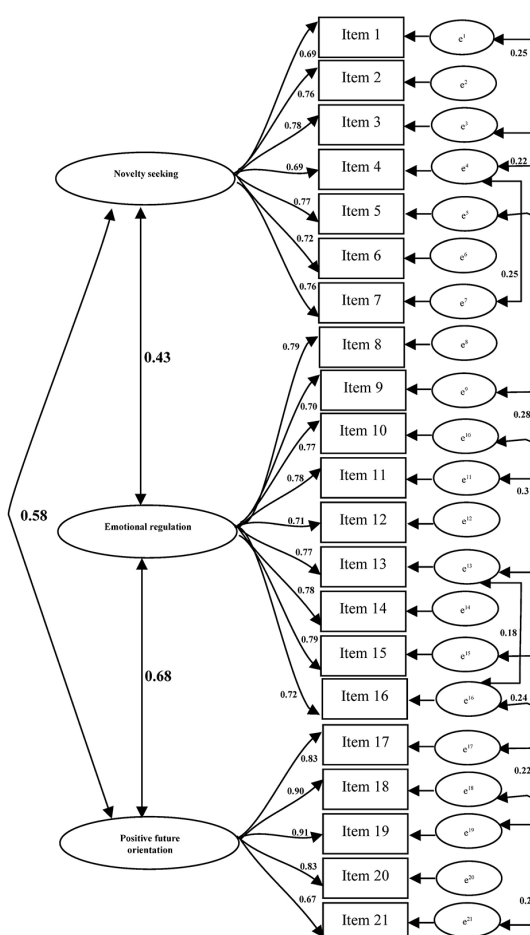 Item 1
e1
0.69
0.25
Item 2
e2
0.76
Item 3
e3
0.78
Novelty seeking
Item 4
e4
0.22
0.69
Item 5
e5
0.77
Item 6
e6
0.72
0.25
Item 7
e7
0.76
Item 8
e8
0.79
0.43
Item 9
e9
0.70
0.28
Item 10
e10
0.77
Item 11
e11
0.78
0.3
0.58
Emotional regulation
Item 12
e12
0.71
Item 13
e13
0.77
Item 14
e14
0.78
0.18
Item 15
e15
0.79
0.68
Item 16
e16
0.24
0.72
Item 17
e17
0.83
0.22
Item 18
e18
0.90
Positive future
orientation
Item 19
e19
0.91
Item 20
e20
0.83
0.2
Item 21
e21
0.67